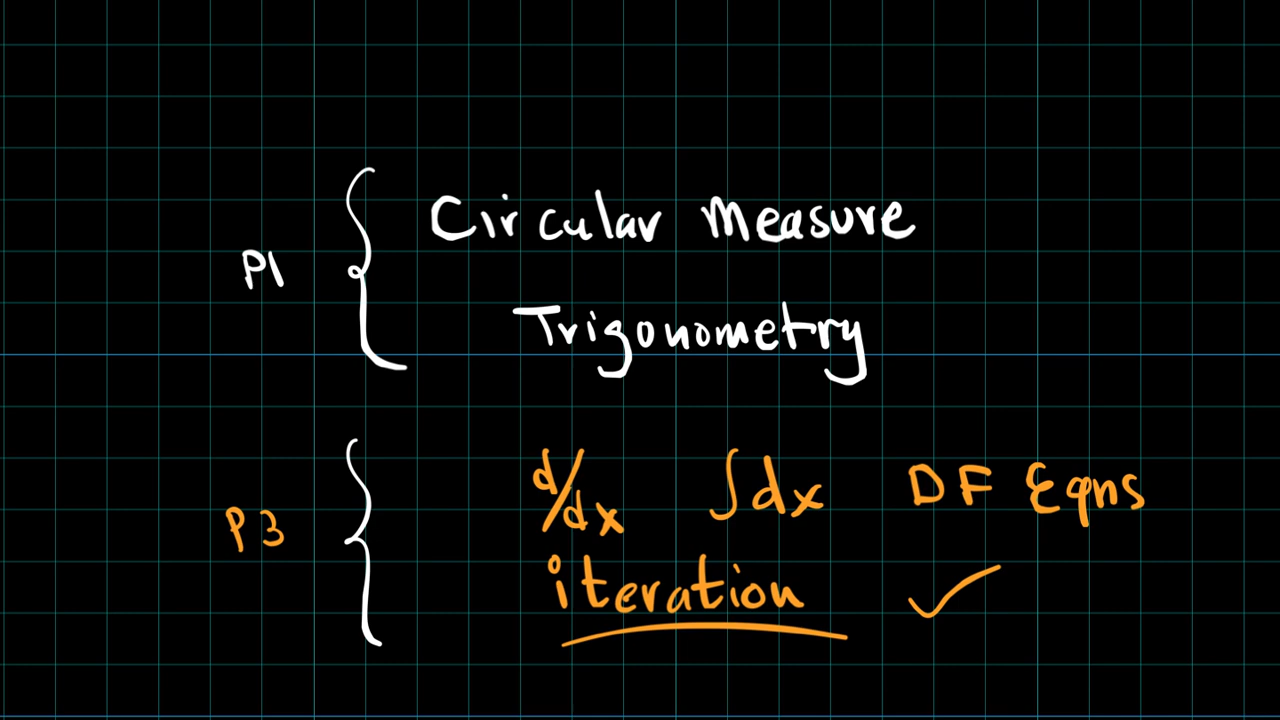 P1
Circular Measure
Trigonometry
P3
d/dx ∫dx DF Eqns
iteration ✓